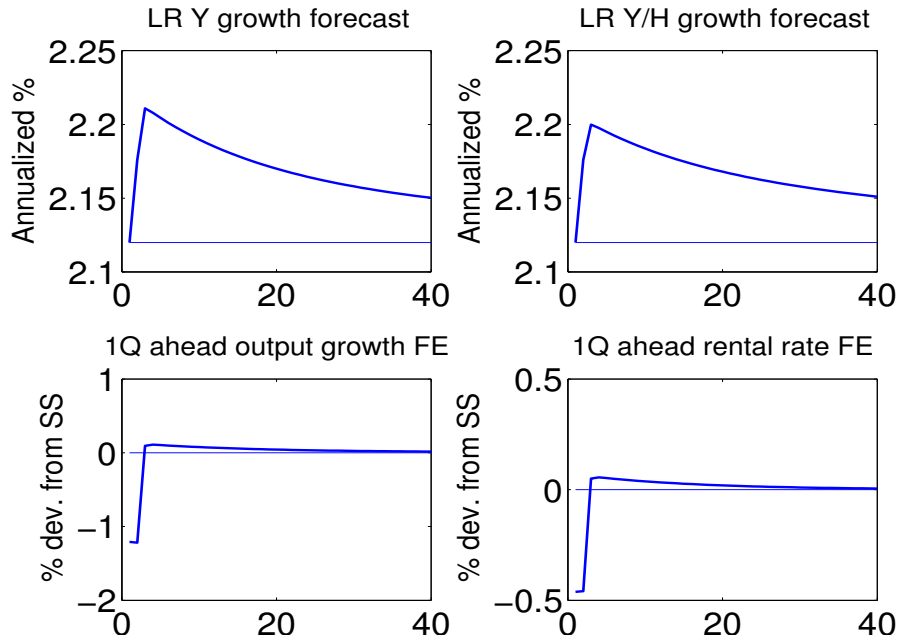 LR Y growth forecast
Annualized %
2.25
2.2
2.15
2.1
0 20 40
LR Y/H growth forecast
Annualized %
2.25
2.2
2.15
2.1
0 20 40
1Q ahead output growth FE
% dev. from SS
1
0
−1
−2
0 20 40
1Q ahead rental rate FE
% dev. from SS
0.5
0
−0.5
0 20 40